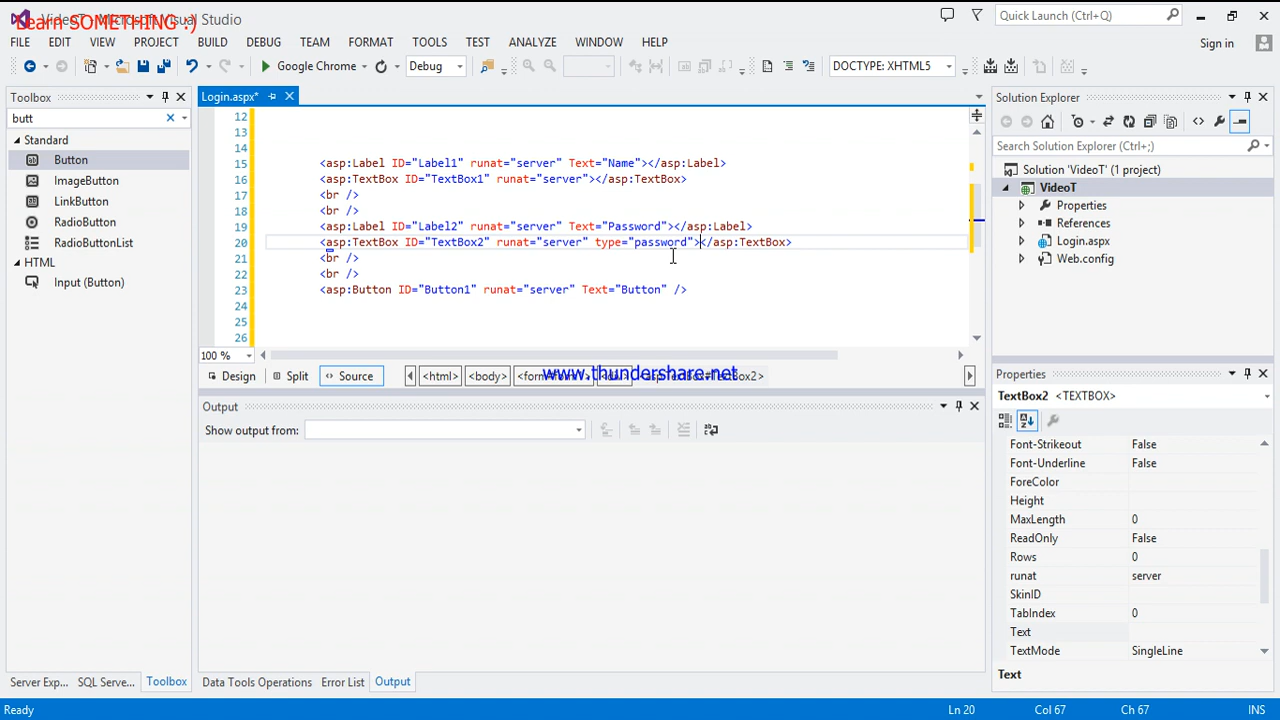 Learn SOMETHING :)
VideoT - Microsoft Visual Studio
Quick Launch (Ctrl+Q)
FILE EDIT VIEW PROJECT BUILD DEBUG TEAM FORMAT TOOLS TEST ANALYZE WINDOW HELP
Sign in
Google Chrome Debug DOCTYPE: XHTML5
Toolbox
butt
Standard
Button
ImageButton
LinkButton
RadioButton
RadioButtonList
HTML
Input (Button)
Login.aspx*
12
13
14
15 <asp:Label ID="Label1" runat="server" Text="Name"></asp:Label>
16 <asp:TextBox ID="TextBox1" runat="server"></asp:TextBox>
17 <br />
18 <br />
19 <asp:Label ID="Label2" runat="server" Text="Password"></asp:Label>
20 <asp:TextBox ID="TextBox2" runat="server" type="password"></asp:TextBox>
21 <br />
22 <br />
23 <asp:Button ID="Button1" runat="server" Text="Button" />
24
25
26
100 %
Design Split Source <html> <body>
www.thundershare.net
Output
Show output from:
Solution Explorer
Search Solution Explorer (Ctrl+;)
Solution 'VideoT' (1 project)
VideoT
Properties
References
Login.aspx
Web.config
Properties
TextBox2 <TEXTBOX>
Font-Strikeout False
Font-Underline False
ForeColor
Height
MaxLength 0
ReadOnly False
Rows 0
runat server
SkinID
TabIndex 0
Text
TextMode SingleLine
Text
Server Exp... SQL Serve... Toolbox
Data Tools Operations Error List Output
Ready Ln 20 Col 67 Ch 67 INS